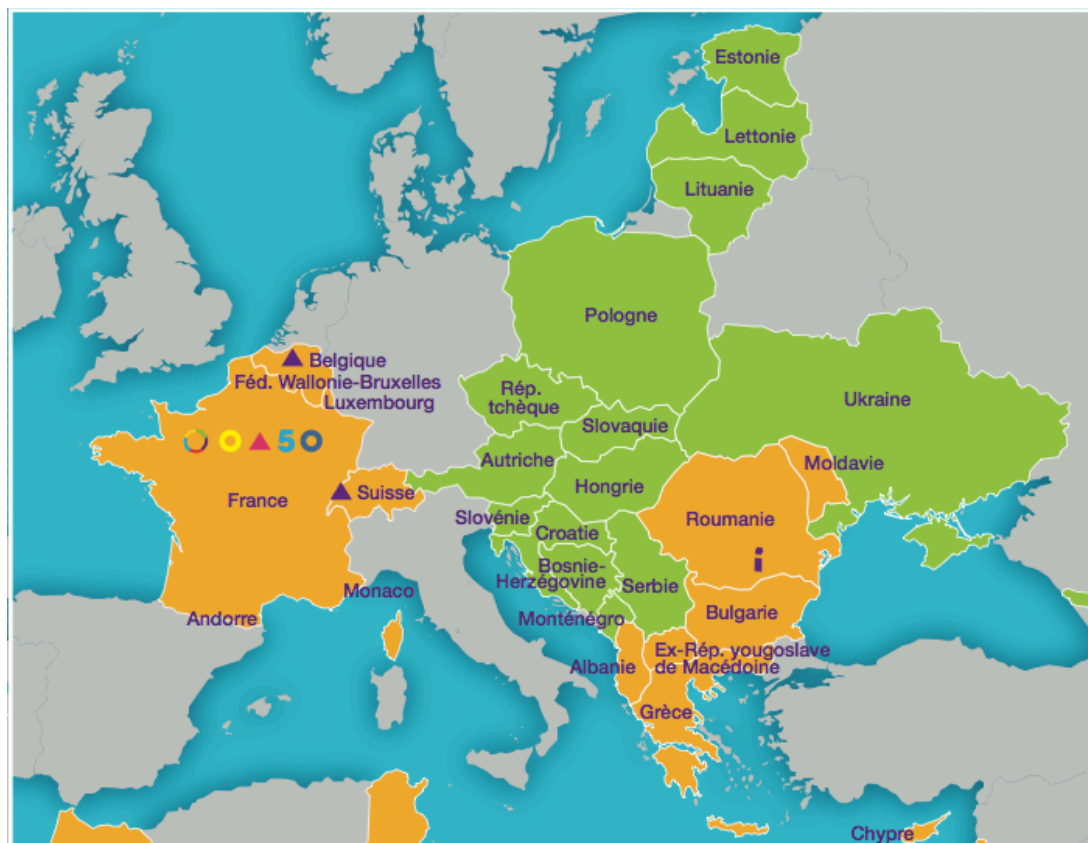 Estonie
Lettonie
Lituanie
Pologne
Belgique
Féd. Wallonie-Bruxelles
Luxembourg
Rép.
tchèque
Ukraine
Slovaquie
5
Autriche
Moldavie
Hongrie
France
Suisse
Slovénie
Roumanie
Croatie
i
Bosnie-
Herzégovine
Serbie
Monaco
Andorre
Monténégro
Bulgarie
Ex-Rép. yougoslave
de Macédoine
Albanie
Grèce
Chypre